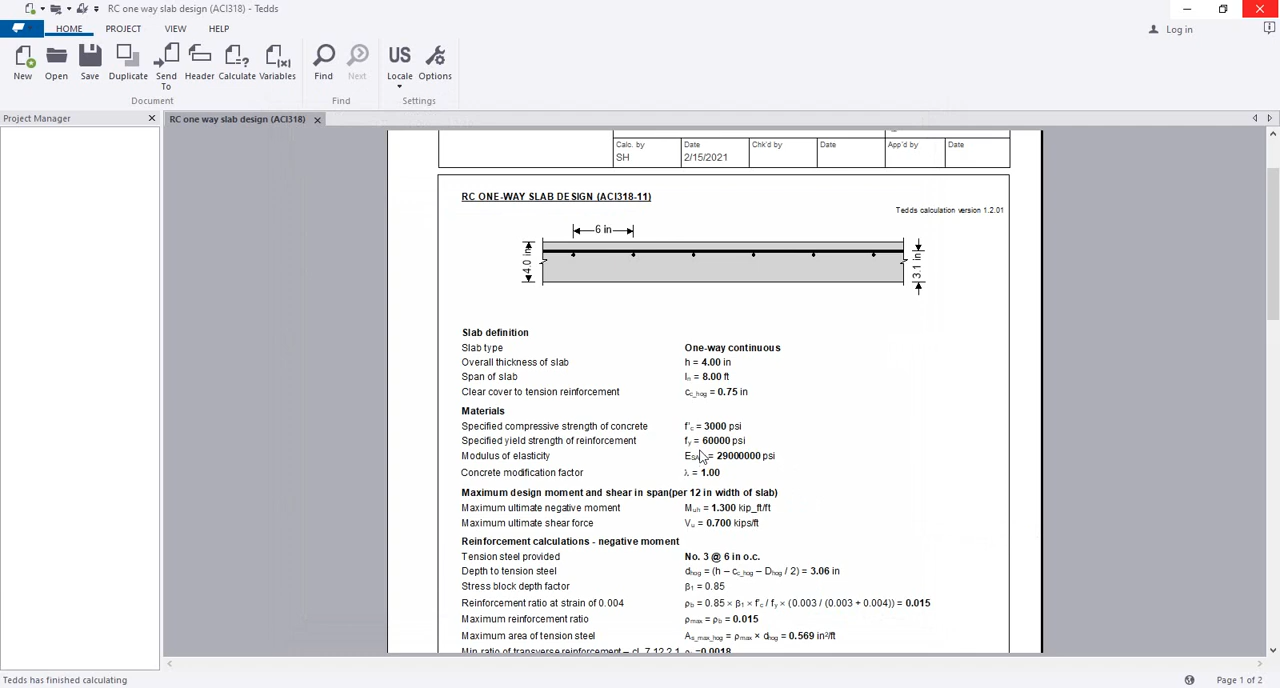 RC one way slab design (ACI318) - Tedds
HOME PROJECT VIEW HELP
Log in
New Open Save Duplicate Send To Header Calculate Variables Find Next US Locale Options
Document Find Settings
Project Manager
RC one way slab design (ACI318)
Calc. by Date Chk'd by Date App'd by Date
SH 2/15/2021
RC ONE-WAY SLAB DESIGN (ACI318-11)
Tedds calculation version 1.2.01
6 in
4.0 in
3.1 in
Slab definition
Slab type One-way continuous
Overall thickness of slab h = 4.00 in
Span of slab ln = 8.00 ft
Clear cover to tension reinforcement cc_hog = 0.75 in
Materials
Specified compressive strength of concrete f'c = 3000 psi
Specified yield strength of reinforcement fy = 60000 psi
Modulus of elasticity = 29000000 psi
Concrete modification factor λ = 1.00
Maximum design moment and shear in span(per 12 in width of slab)
Maximum ultimate negative moment Muh = 1.300 kip_ft/ft
Maximum ultimate shear force Vu = 0.700 kips/ft
Reinforcement calculations - negative moment
Tension steel provided No. 3 @ 6 in o.c.
Depth to tension steel dhog = (h – cc_hog – Dhog / 2) = 3.06 in
Stress block depth factor β1 = 0.85
Reinforcement ratio at strain of 0.004 ρb = 0.85 × β1 × f'c / fy × (0.003 / (0.003 + 0.004)) = 0.015
Maximum reinforcement ratio ρmax = ρb = 0.015
Maximum area of tension steel As_max_hog = ρmax × dhog = 0.569 in²/ft
Min ratio of transverse reinforcement – cl. 7.12.2.1 =0.0018
Tedds has finished calculating
Page 1 of 2